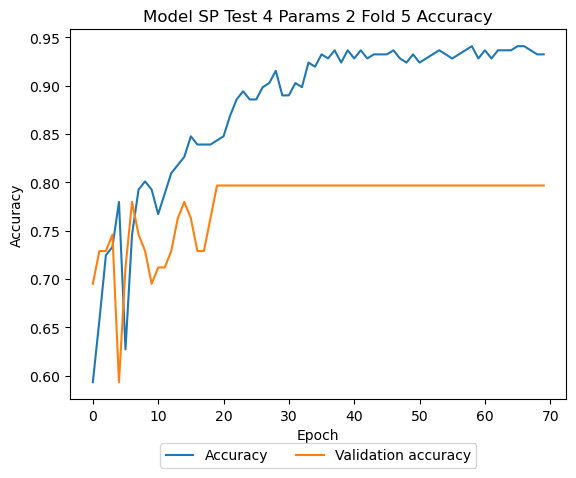 Model SP Test 4 Params 2 Fold 5 Accuracy
0.95
0.90
0.85
0.80
0.75
0.70
0.65
0.60
Accuracy
0 10 20 30 40 50 60 70
Epoch
Accuracy Validation accuracy